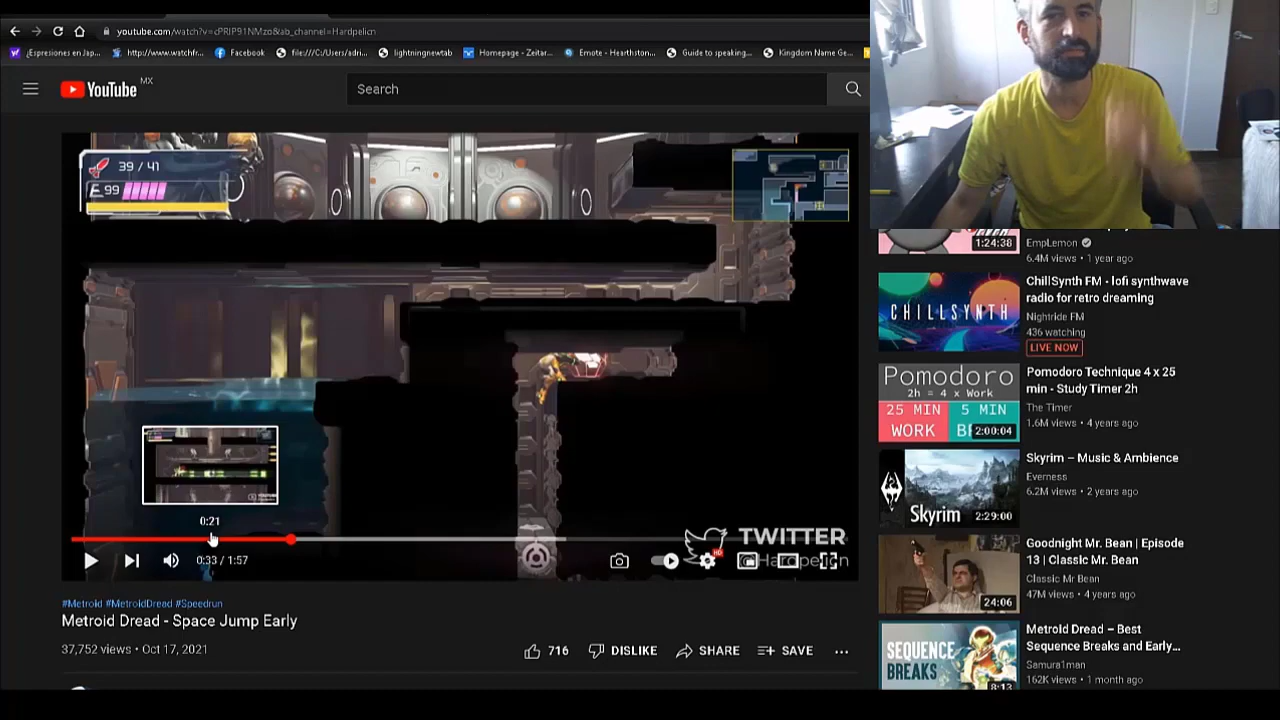 youtube.com/watch?v=cPRIP91NMzo&ab_channel=Hardpelicn
¿Espresiones en Jap... http://www.watchfr... Facebook file:///C:/Users/adri... lightningnewtab Homepage - Zeitar... Emote - Hearthston... Guide to speaking... Kingdom Name Ge...
YouTube MX
Search
39 / 41
E 99
0:21
0:33 / 1:57
HD
TWITTER
@Hardpelicn
#Metroid #MetroidDread #Speedrun
Metroid Dread - Space Jump Early
37,752 views • Oct 17, 2021
716 DISLIKE SHARE SAVE
1:24:38
EmpLemon
6.4M views • 1 year ago
CHILLSYNTH
ChillSynth FM - lofi synthwave
radio for retro dreaming
Nightride FM
436 watching
LIVE NOW
Pomodoro
2h = 4 x Work
25 MIN
WORK
5 MIN
2:00:04
Pomodoro Technique 4 x 25
min - Study Timer 2h
The Timer
1.6M views • 4 years ago
Skyrim
2:29:00
Skyrim – Music & Ambience
Everness
6.2M views • 2 years ago
24:06
Goodnight Mr. Bean | Episode
13 | Classic Mr. Bean
Classic Mr Bean
47M views • 4 years ago
SEQUENCE
BREAKS
8:13
Metroid Dread – Best
Sequence Breaks and Early...
Samura1man
162K views • 1 month ago